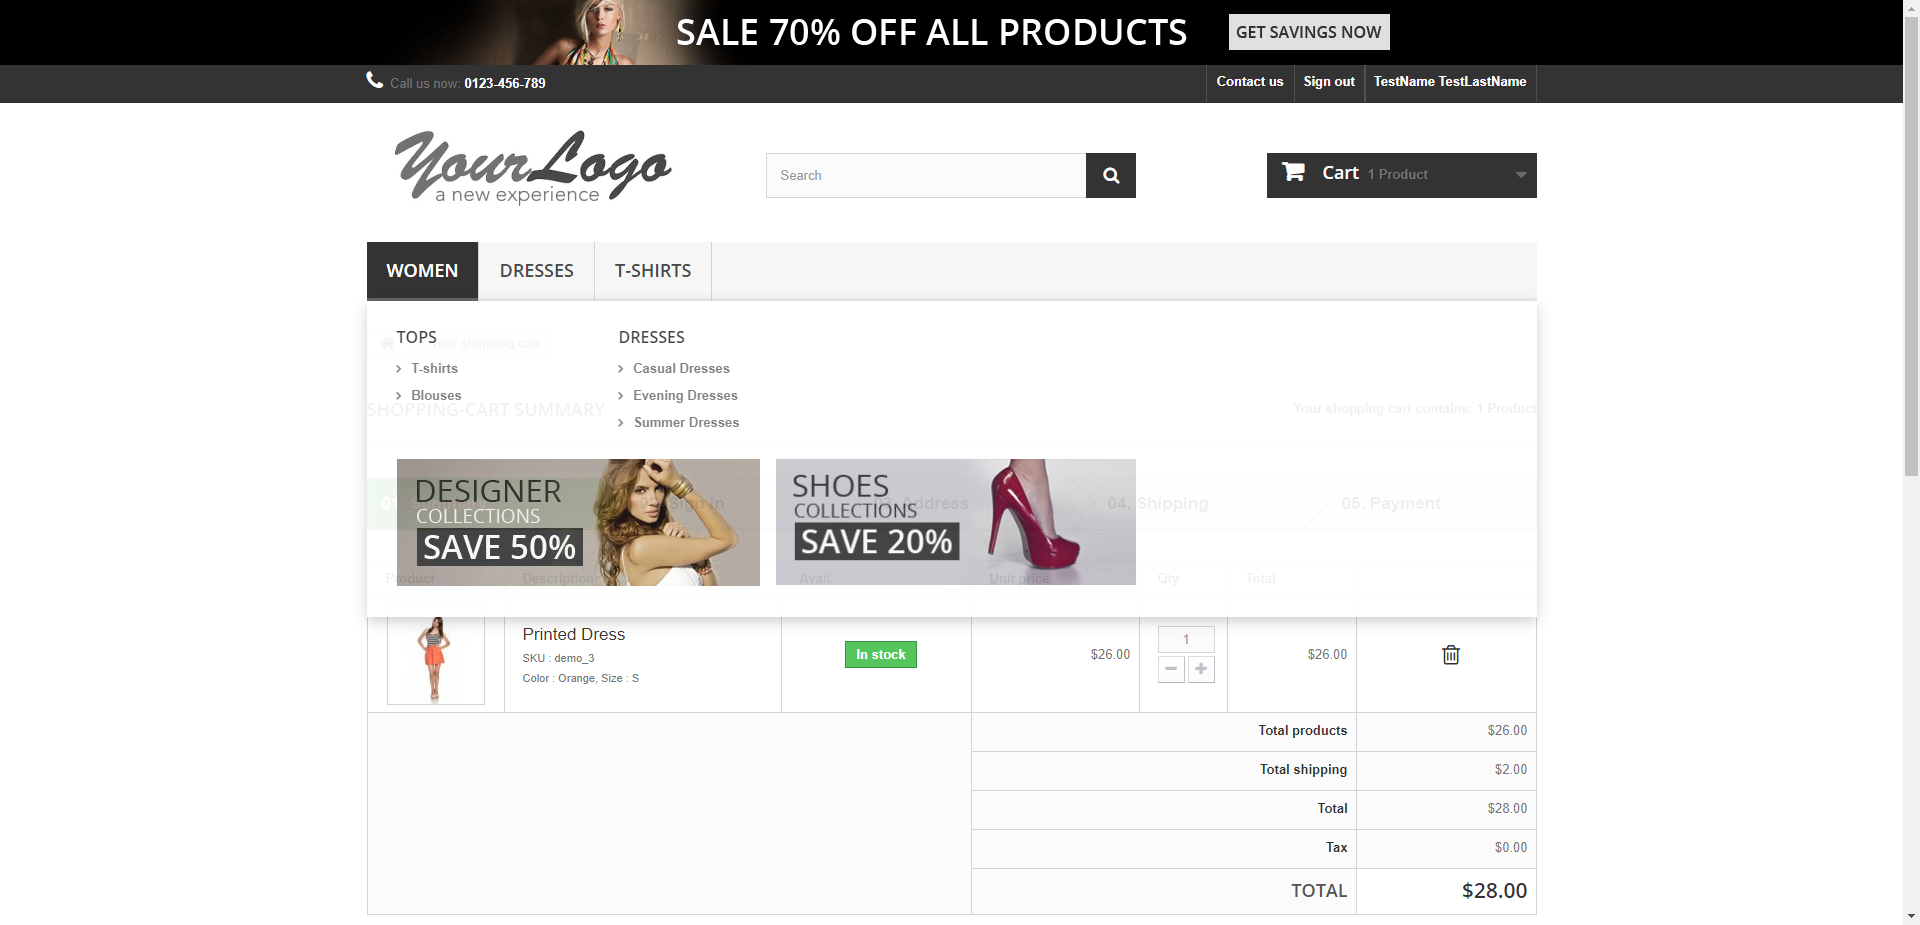 SALE 70% OFF ALL PRODUCTS GET SAVINGS NOW
Call us now: 0123-456-789
Contact us Sign out TestName TestLastName
YourLogo
a new experience
Search
Cart 1 Product
WOMEN DRESSES T-SHIRTS
TOPS
T-shirts
Blouses
DRESSES
Casual Dresses
Evening Dresses
Summer Dresses
Your shopping cart
SHOPPING-CART SUMMARY
Your shopping cart contains: 1 Product
DESIGNER
COLLECTIONS
SAVE 50%
SHOES
COLLECTIONS
SAVE 20%
01. Sign in 03. Address 04. Shipping 05. Payment
Product Description Avail. Unit price Qty Total
Printed Dress
SKU : demo_3
Color : Orange, Size : S
In stock
$26.00
1
$26.00
Total products $26.00
Total shipping $2.00
Total $28.00
Tax $0.00
TOTAL $28.00